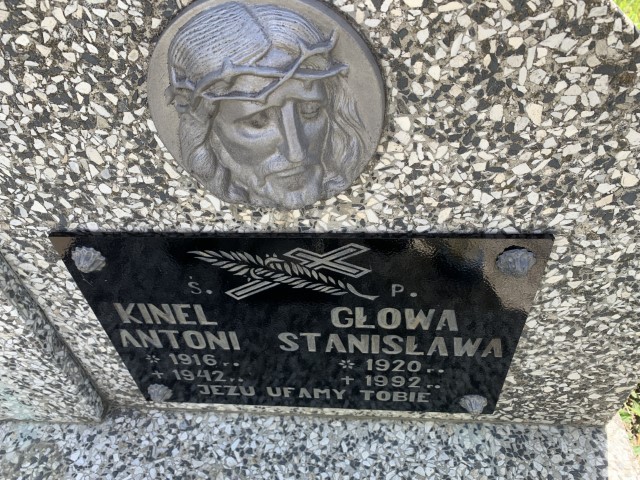 Ś. P.
KINEL GŁOWA
ANTONI STANISŁAWA
* 1916.. * 1920..
+ 1942.. + 1992..
JEZU UFAMY TOBIE